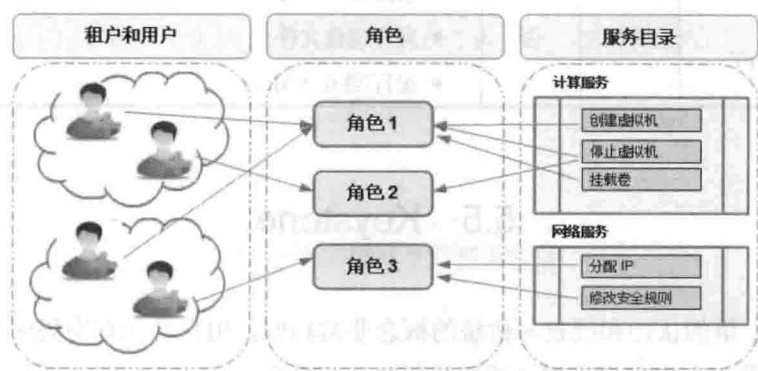 租户和用户
角色
服务目录
计算服务
创建虚拟机
停止虚拟机
挂载卷
角色1
角色2
角色3
网络服务
分配 IP
修改安全规则